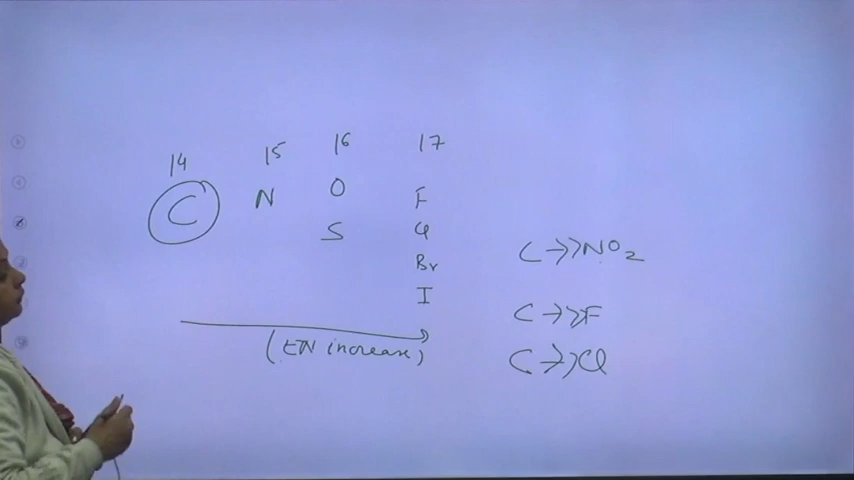 14 15 16 17
C N O F
S Cl
Br
I
(EN increase)
C →>> NO2
C →>> F
C →>> Cl